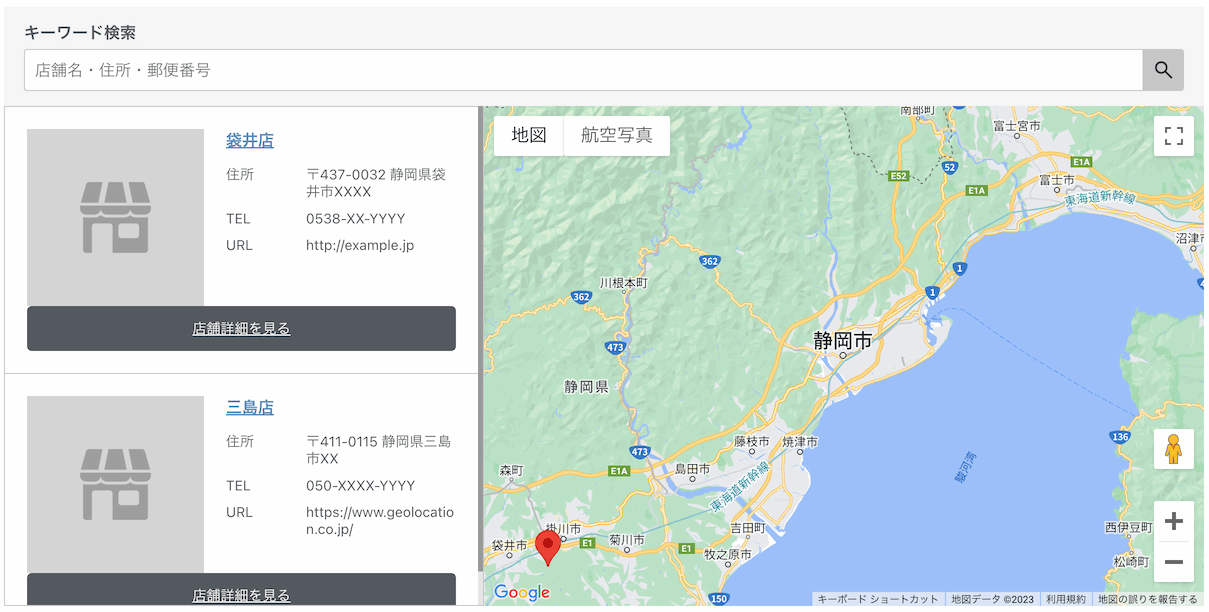 キーワード検索
店舗名・住所・郵便番号
袋井店
住所
〒437-0032 静岡県袋
井市XXXX
TEL
0538-XX-YYYY
URL
http://example.jp
店舗詳細を見る
三島店
住所
〒411-0115 静岡県三島
市XX
TEL
050-XXXX-YYYY
URL
https://www.geolocatio
n.co.jp/
店舗詳細を見る
地図
航空写真
南部町
富士宮市
E52
52
E1A
E1A
富士市
東海道新幹線
沼津市
362
1
川根本町
362
1
473
静岡市
静岡県
136
藤枝市
焼津市
473
森町
E1A
島田市
東海道新幹線
駿河湾
掛川市
吉田町
西伊豆町
袋井市
E1
菊川市
E1
牧之原市
松崎町
150
Google
キーボード ショートカット
地図データ ©2023
利用規約
地図の誤りを報告する